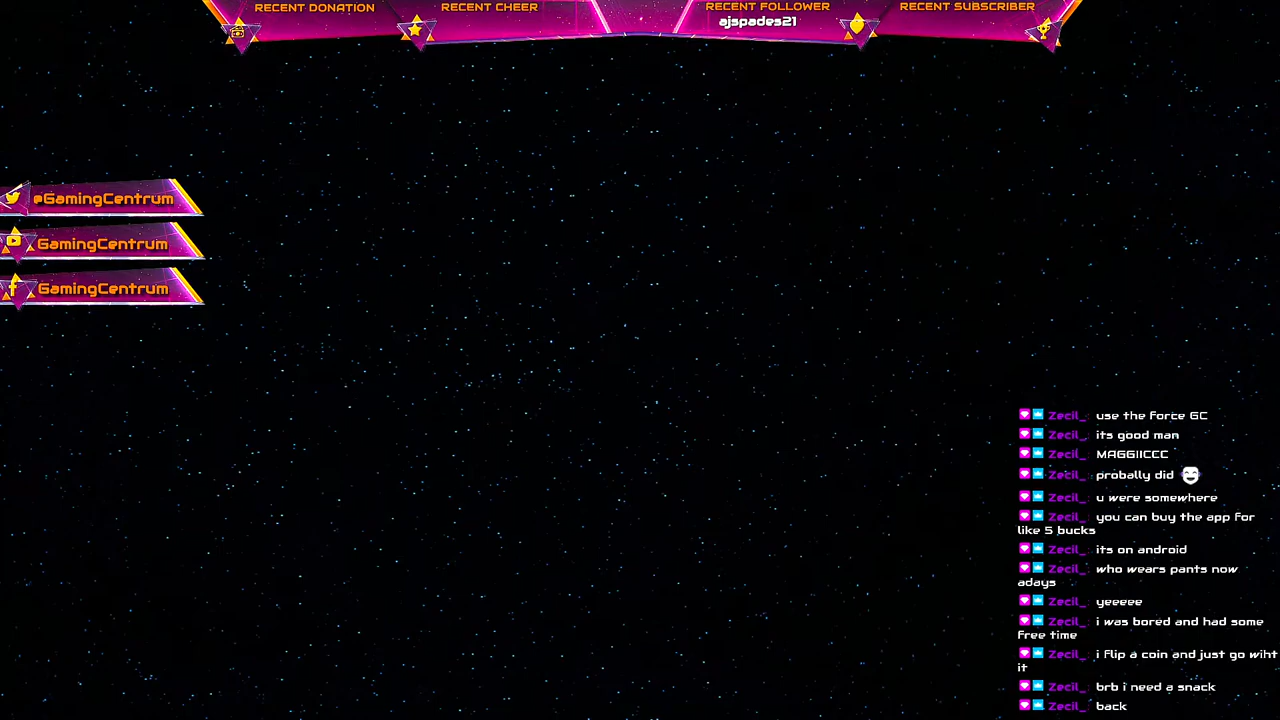 RECENT DONATION
RECENT CHEER
RECENT FOLLOWER
ajspades21
RECENT SUBSCRIBER
@GamingCentrum
GamingCentrum
GamingCentrum
Zecil_ use the Force GC
Zecil_ its good man
Zecil_ MAGGIICCC
Zecil_ probally did
Zecil_ u were somewhere
Zecil_ you can buy the app for
like 5 bucks
Zecil_ its on android
Zecil_ who wears pants now
adays
Zecil_ yeeeee
Zecil_ i was bored and had some
free time
Zecil_ i flip a coin and just go wiht
it
Zecil_ brb i need a snack
Zecil_ back